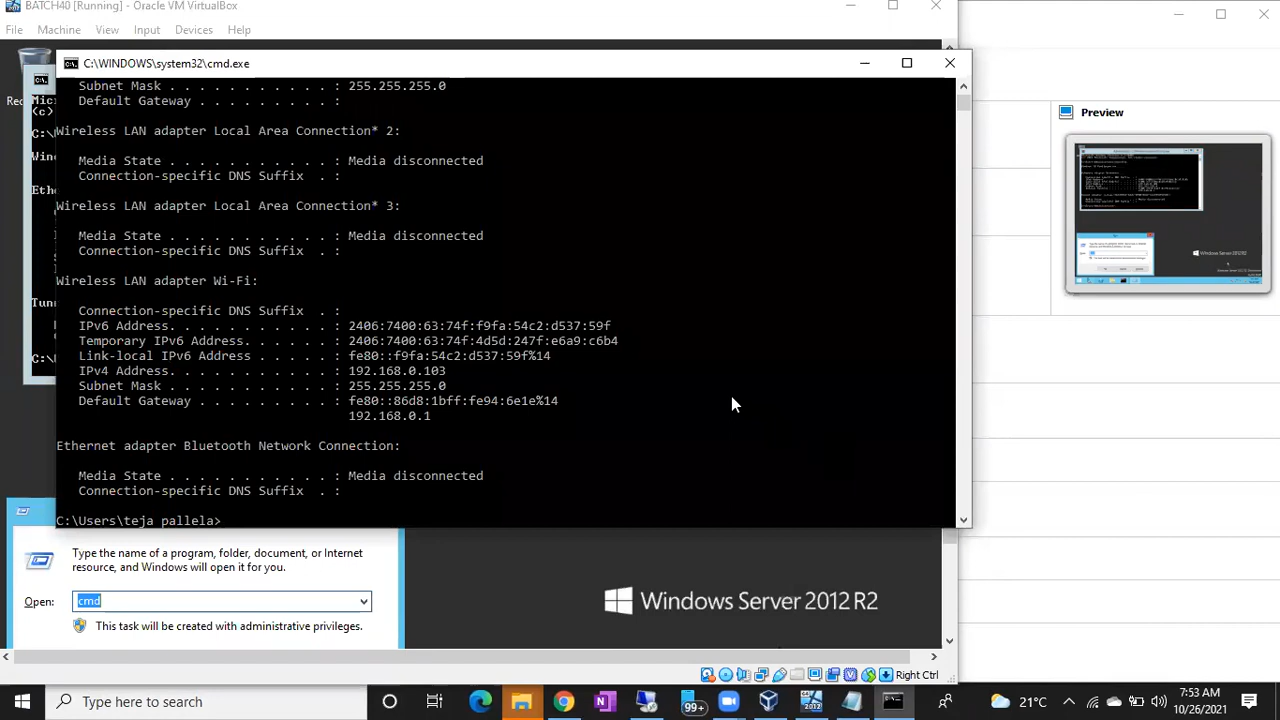 BATCH40 [Running] - Oracle VM VirtualBox
File Machine View Input Devices Help
C:\WINDOWS\system32\cmd.exe
Subnet Mask . . . . . . . . . . . : 255.255.255.0
Default Gateway . . . . . . . . . :
Wireless LAN adapter Local Area Connection* 2:
Media State . . . . . . . . . . . : Media disconnected
Connection-specific DNS Suffix . :
Wireless LAN adapter Local Area Connection* 3:
Media State . . . . . . . . . . . : Media disconnected
Connection-specific DNS Suffix . :
Wireless LAN adapter Wi-Fi:
Connection-specific DNS Suffix . :
IPv6 Address. . . . . . . . . . . : 2406:7400:63:74f:f9fa:54c2:d537:59f
Temporary IPv6 Address. . . . . . : 2406:7400:63:74f:4d5d:247f:e6a9:c6b4
Link-local IPv6 Address . . . . . : fe80::f9fa:54c2:d537:59f%14
IPv4 Address. . . . . . . . . . . : 192.168.0.103
Subnet Mask . . . . . . . . . . . : 255.255.255.0
Default Gateway . . . . . . . . . : fe80::86d8:1bff:fe94:6e1e%14
192.168.0.1
Ethernet adapter Bluetooth Network Connection:
Media State . . . . . . . . . . . : Media disconnected
Connection-specific DNS Suffix . :
C:\Users\teja pallela>
Preview
Windows Server 2012 R2
Type the name of a program, folder, document, or Internet
resource, and Windows will open it for you.
Open: cmd
This task will be created with administrative privileges.
Windows Server 2012 R2
Right Ctrl
Type here to search
99+
21°C
7:53 AM
10/26/2021